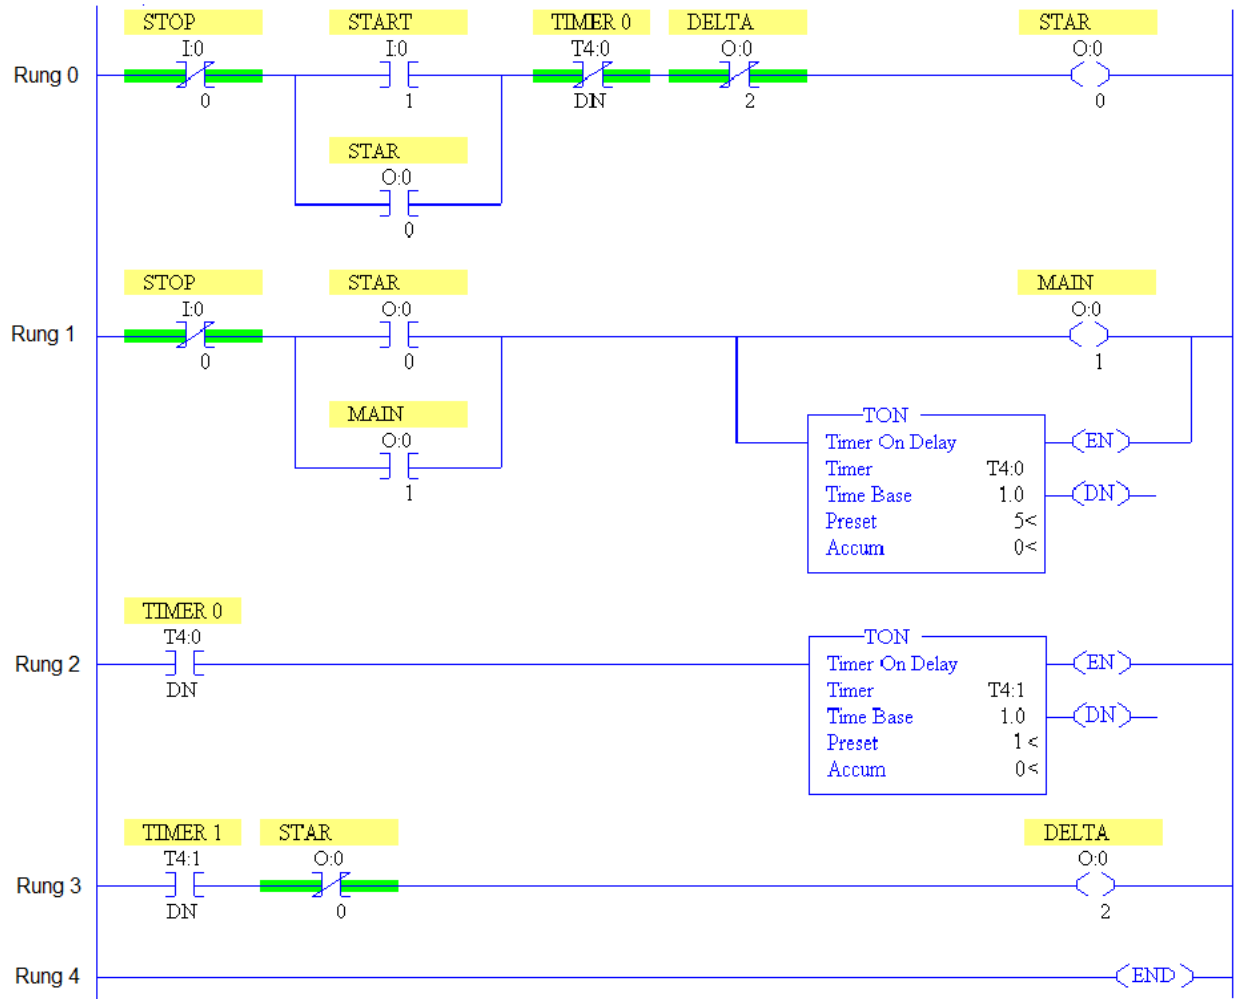 STOP START TIMER 0 DELTA STAR
I:0 I:0 T4:0 O:0 O:0
Rung 0
0 1 DN 2 0
STAR
O:0
0
STOP STAR MAIN
I:0 O:0 O:0
Rung 1
0 0 1
MAIN
O:0
1
TON
Timer On Delay EN
Timer T4:0
Time Base 1.0 DN
Preset 5<
Accum 0<
TIMER 0
T4:0
Rung 2
DN
TON
Timer On Delay EN
Timer T4:1
Time Base 1.0 DN
Preset 1<
Accum 0<
TIMER 1 STAR DELTA
T4:1 O:0 O:0
Rung 3
DN 0 2
Rung 4 END